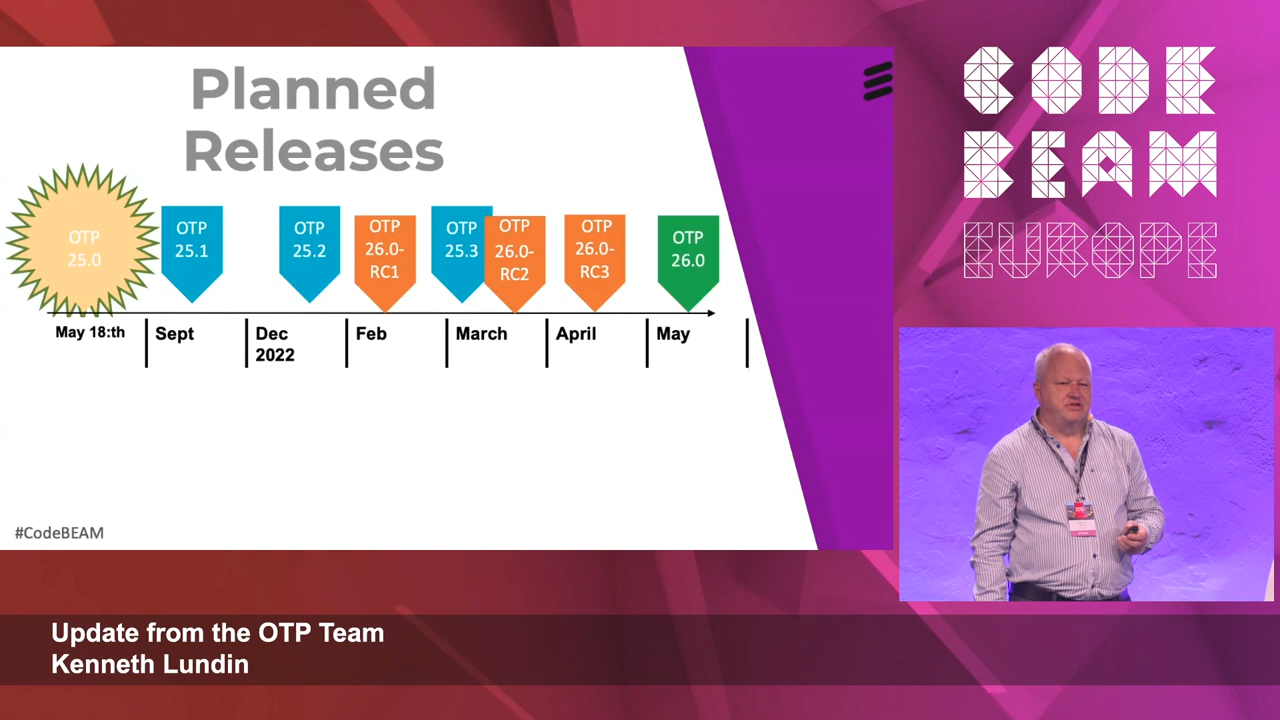 Planned
Releases
OTP
25.0
OTP
25.1
OTP
25.2
OTP
26.0-
RC1
OTP
25.3
OTP
26.0-
RC2
OTP
26.0-
RC3
OTP
26.0
May 18:th
Sept
Dec
2022
Feb
March
April
May
#CodeBEAM
CODE
BEAM
EUROPE
Update from the OTP Team
Kenneth Lundin